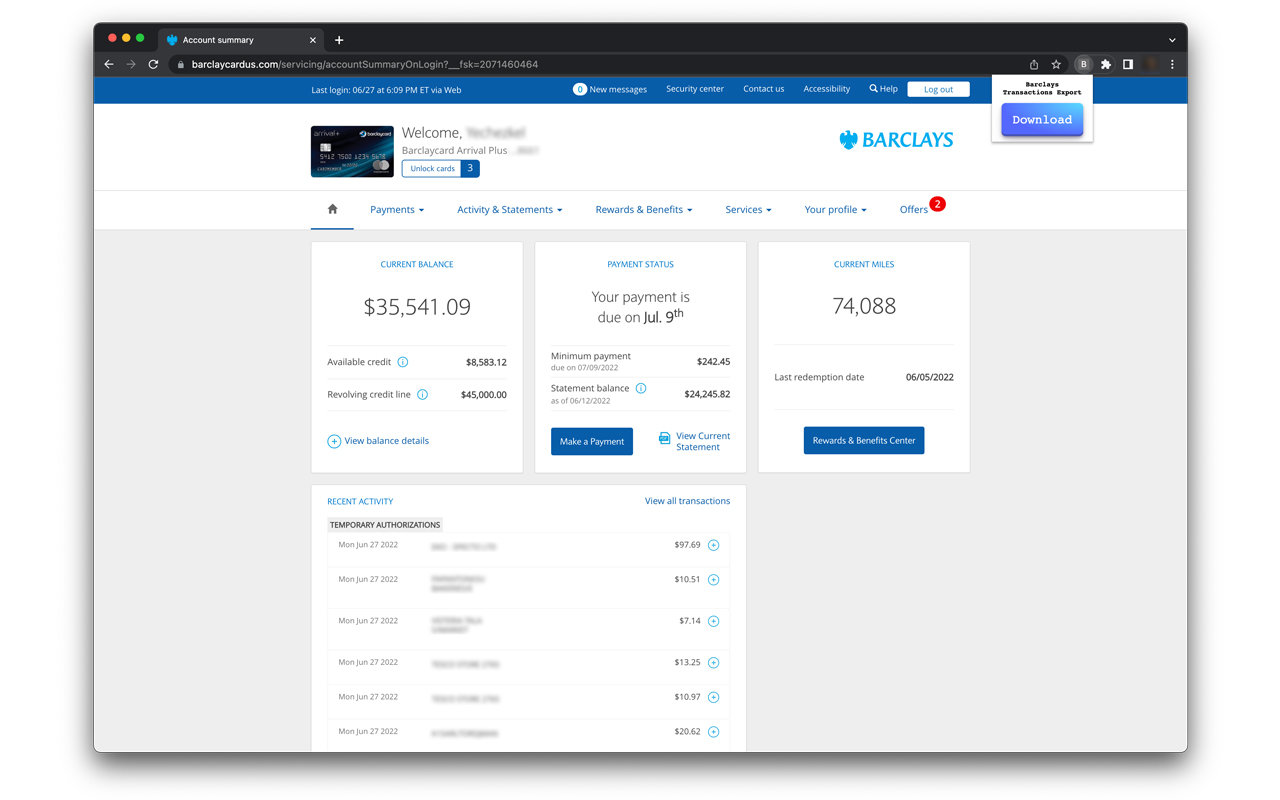 Account summary
barclaycardus.com/servicing/accountSummaryOnLogin?__fsk=2071460464
B
Last login: 06/27 at 6:09 PM ET via Web
0 New messages
Security center
Contact us
Accessibility
Help
Log out
Barclays
Transactions Export
Download
arrival+
barclaycard
5412 7500 1234 5678
Welcome,
Barclaycard Arrival Plus
Unlock cards 3
BARCLAYS
Payments
Activity & Statements
Rewards & Benefits
Services
Your profile
Offers 2
CURRENT BALANCE
$35,541.09
Available credit $8,583.12
Revolving credit line $45,000.00
View balance details
PAYMENT STATUS
Your payment is
due on Jul. 9th
Minimum payment
due on 07/09/2022
$242.45
Statement balance
as of 06/12/2022
$24,245.82
Make a Payment
View Current
Statement
CURRENT MILES
74,088
Last redemption date 06/05/2022
Rewards & Benefits Center
RECENT ACTIVITY
View all transactions
TEMPORARY AUTHORIZATIONS
Mon Jun 27 2022 $97.69
Mon Jun 27 2022 $10.51
Mon Jun 27 2022 $7.14
Mon Jun 27 2022 $13.25
Mon Jun 27 2022 $10.97
Mon Jun 27 2022 $20.62